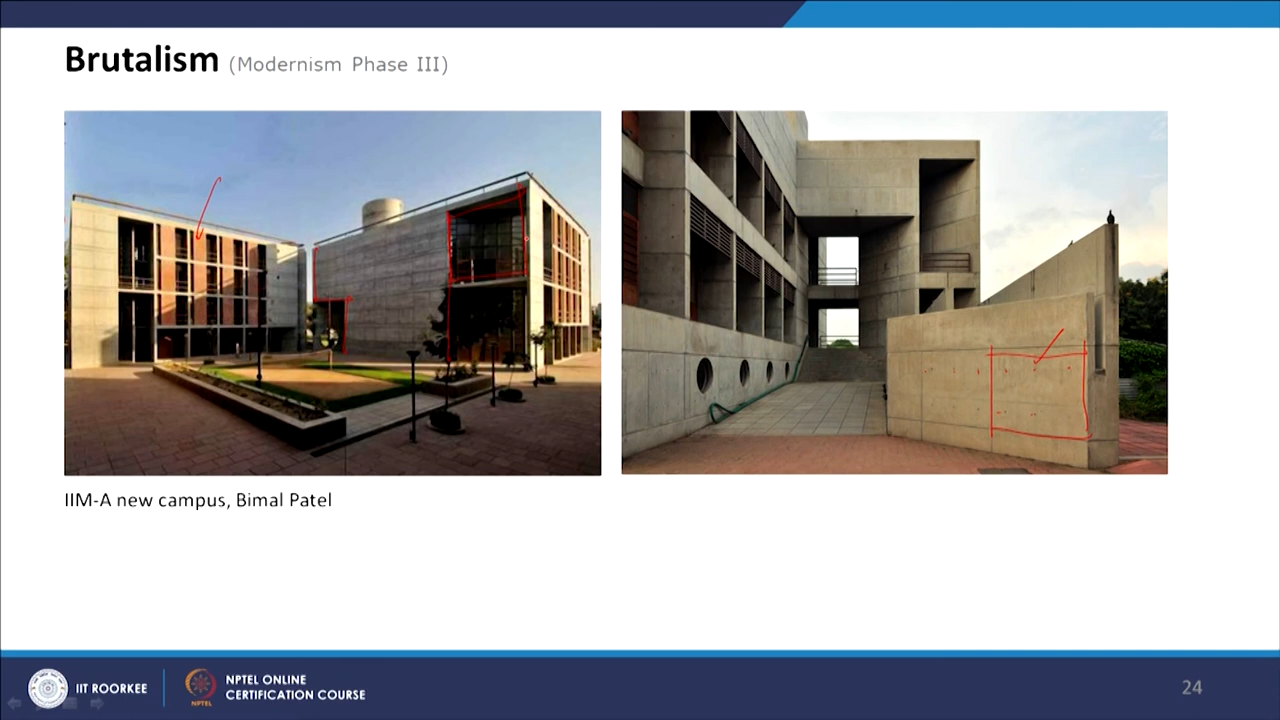 Brutalism (Modernism Phase III)
IIM-A new campus, Bimal Patel
IIT ROORKEE
NPTEL
NPTEL ONLINE
CERTIFICATION COURSE
24